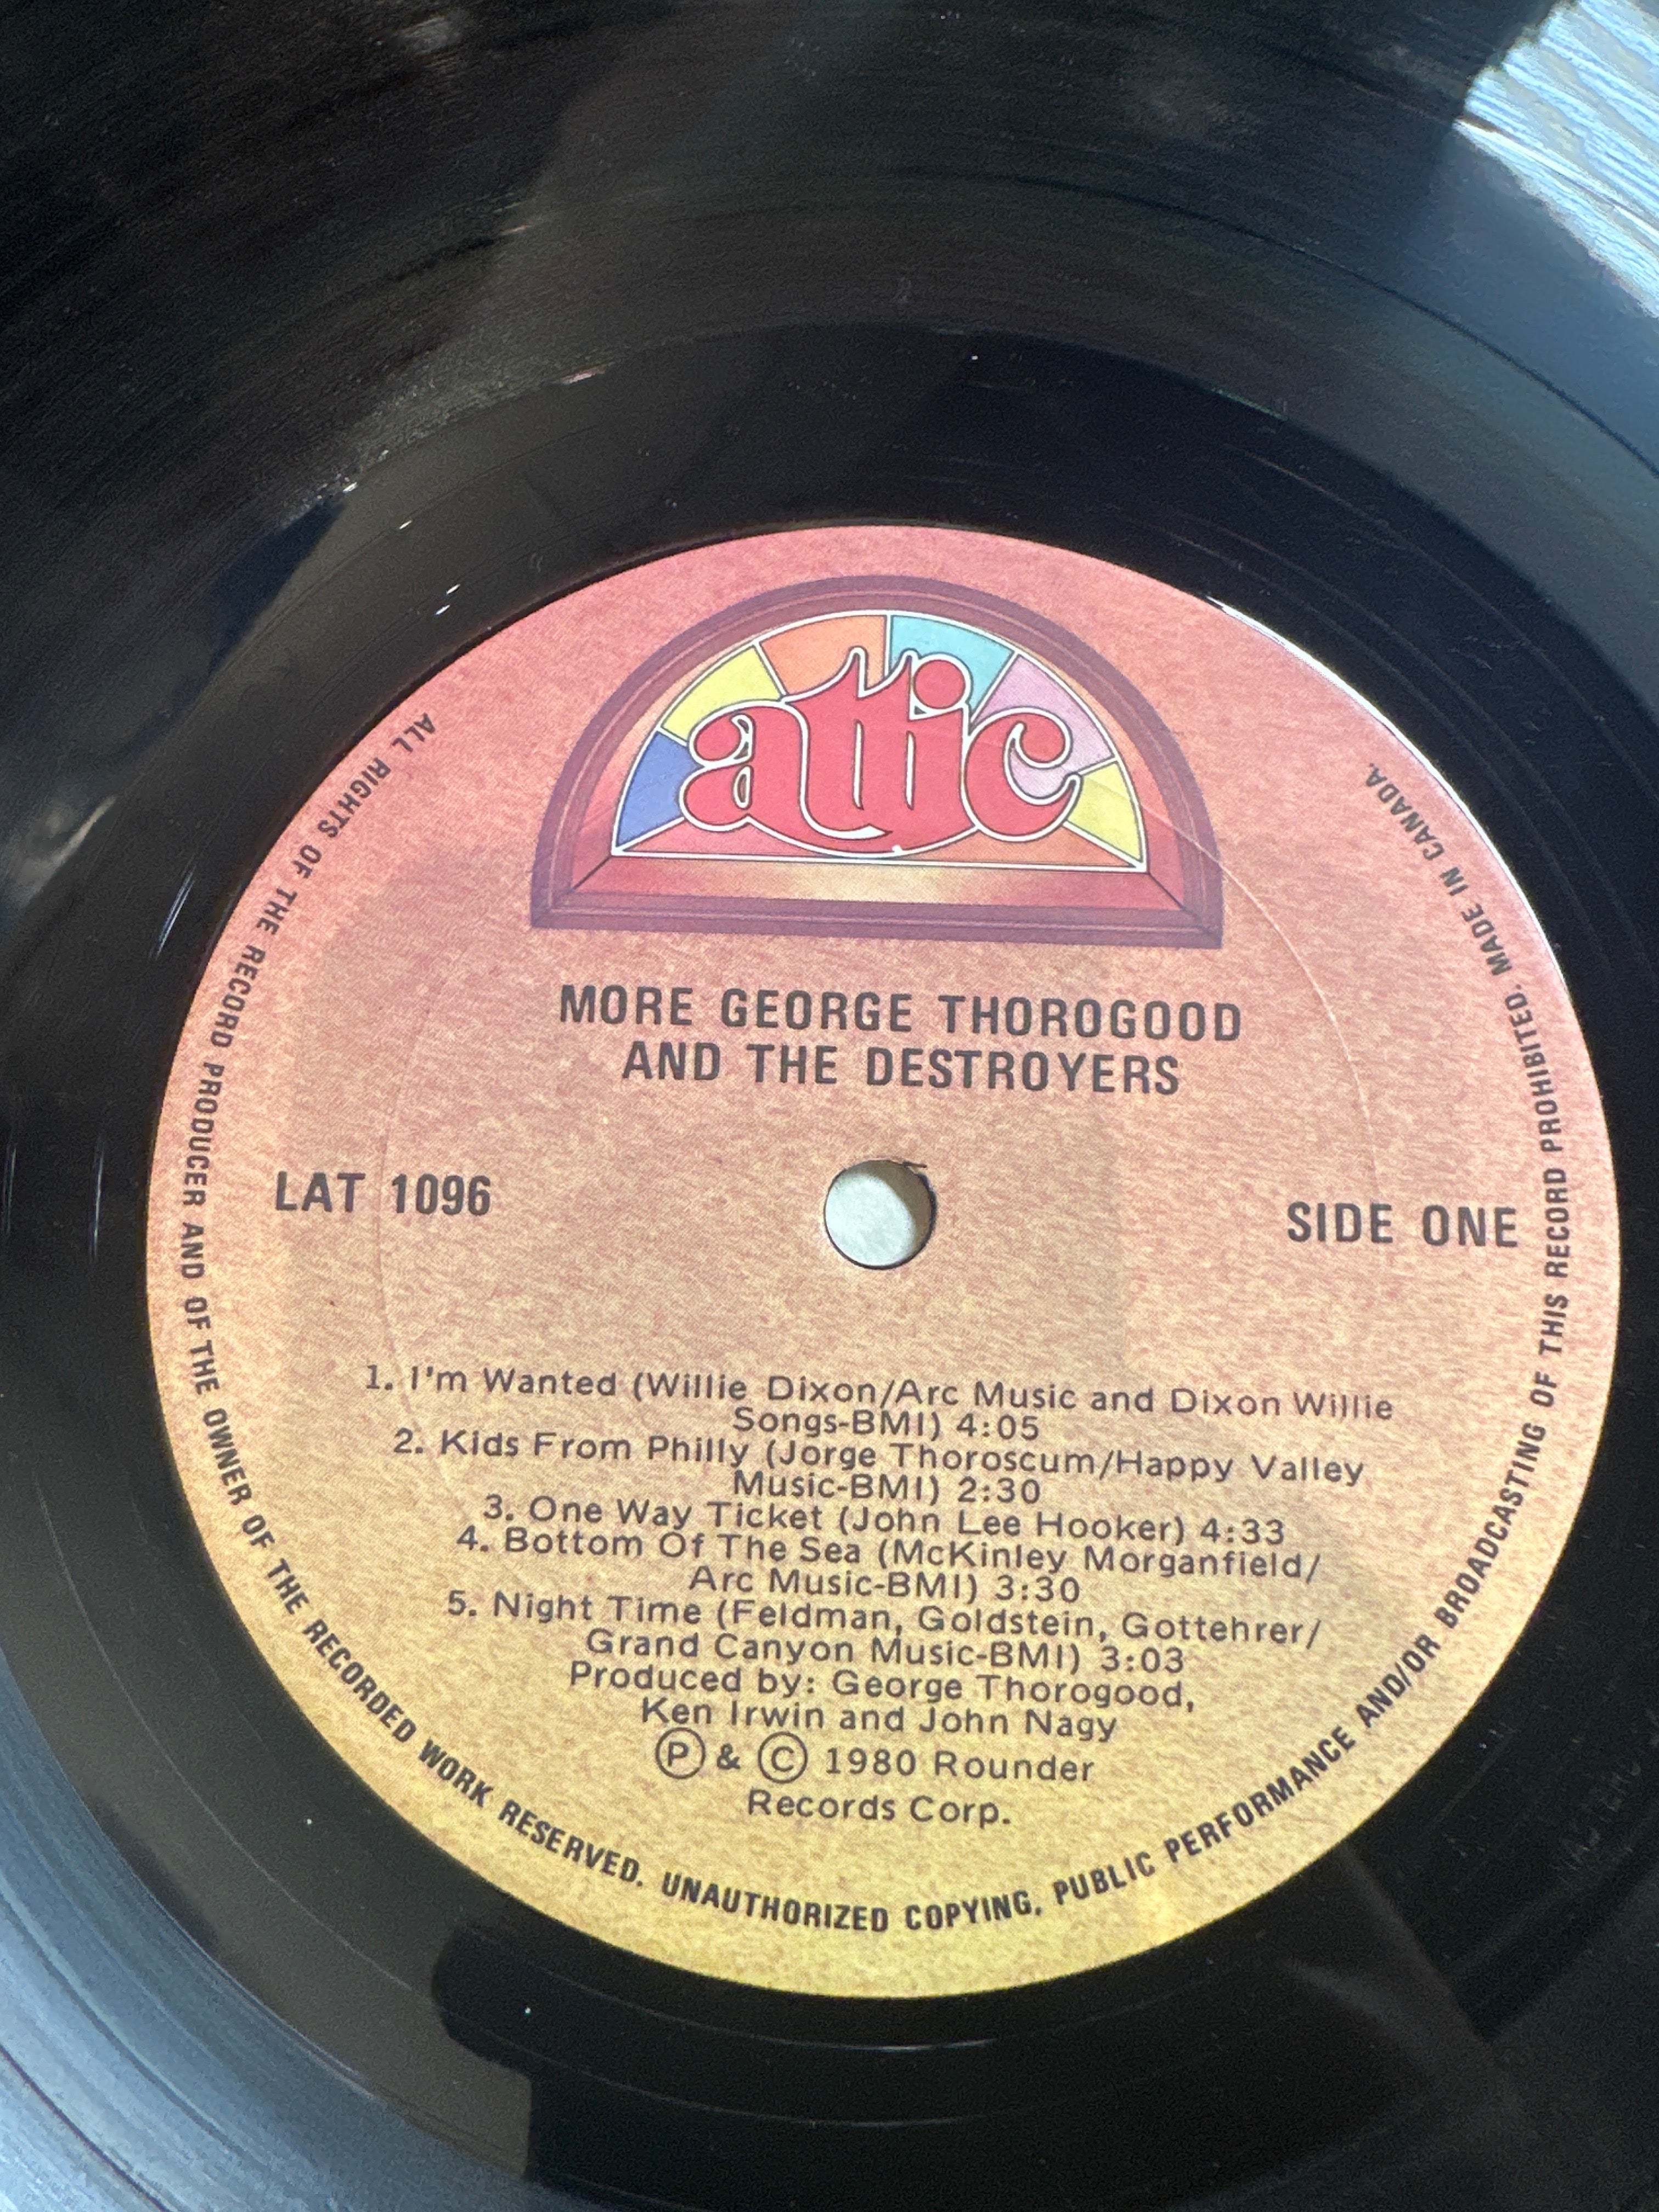 attic
MORE GEORGE THOROGOOD
AND THE DESTROYERS
LAT 1096
SIDE ONE
1. I'm Wanted (Willie Dixon/Arc Music and Dixon Willie
Songs-BMI) 4:05
2. Kids From Philly (Jorge Thoroscum/Happy Valley
Music-BMI) 2:30
3. One Way Ticket (John Lee Hooker) 4:33
4. Bottom Of The Sea (McKinley Morganfield/
Arc Music-BMI) 3:30
5. Night Time (Feldman, Goldstein, Gottehrer/
Grand Canyon Music-BMI) 3:03
Produced by: George Thorogood,
Ken Irwin and John Nagy
Ⓟ & Ⓒ 1980 Rounder
Records Corp.
ALL RIGHTS OF THE RECORD PRODUCER AND OF THE OWNER OF THE RECORDED WORK RESERVED. UNAUTHORIZED COPYING, PUBLIC PERFORMANCE AND/OR BROADCASTING OF THIS RECORD PROHIBITED. MADE IN CANADA.